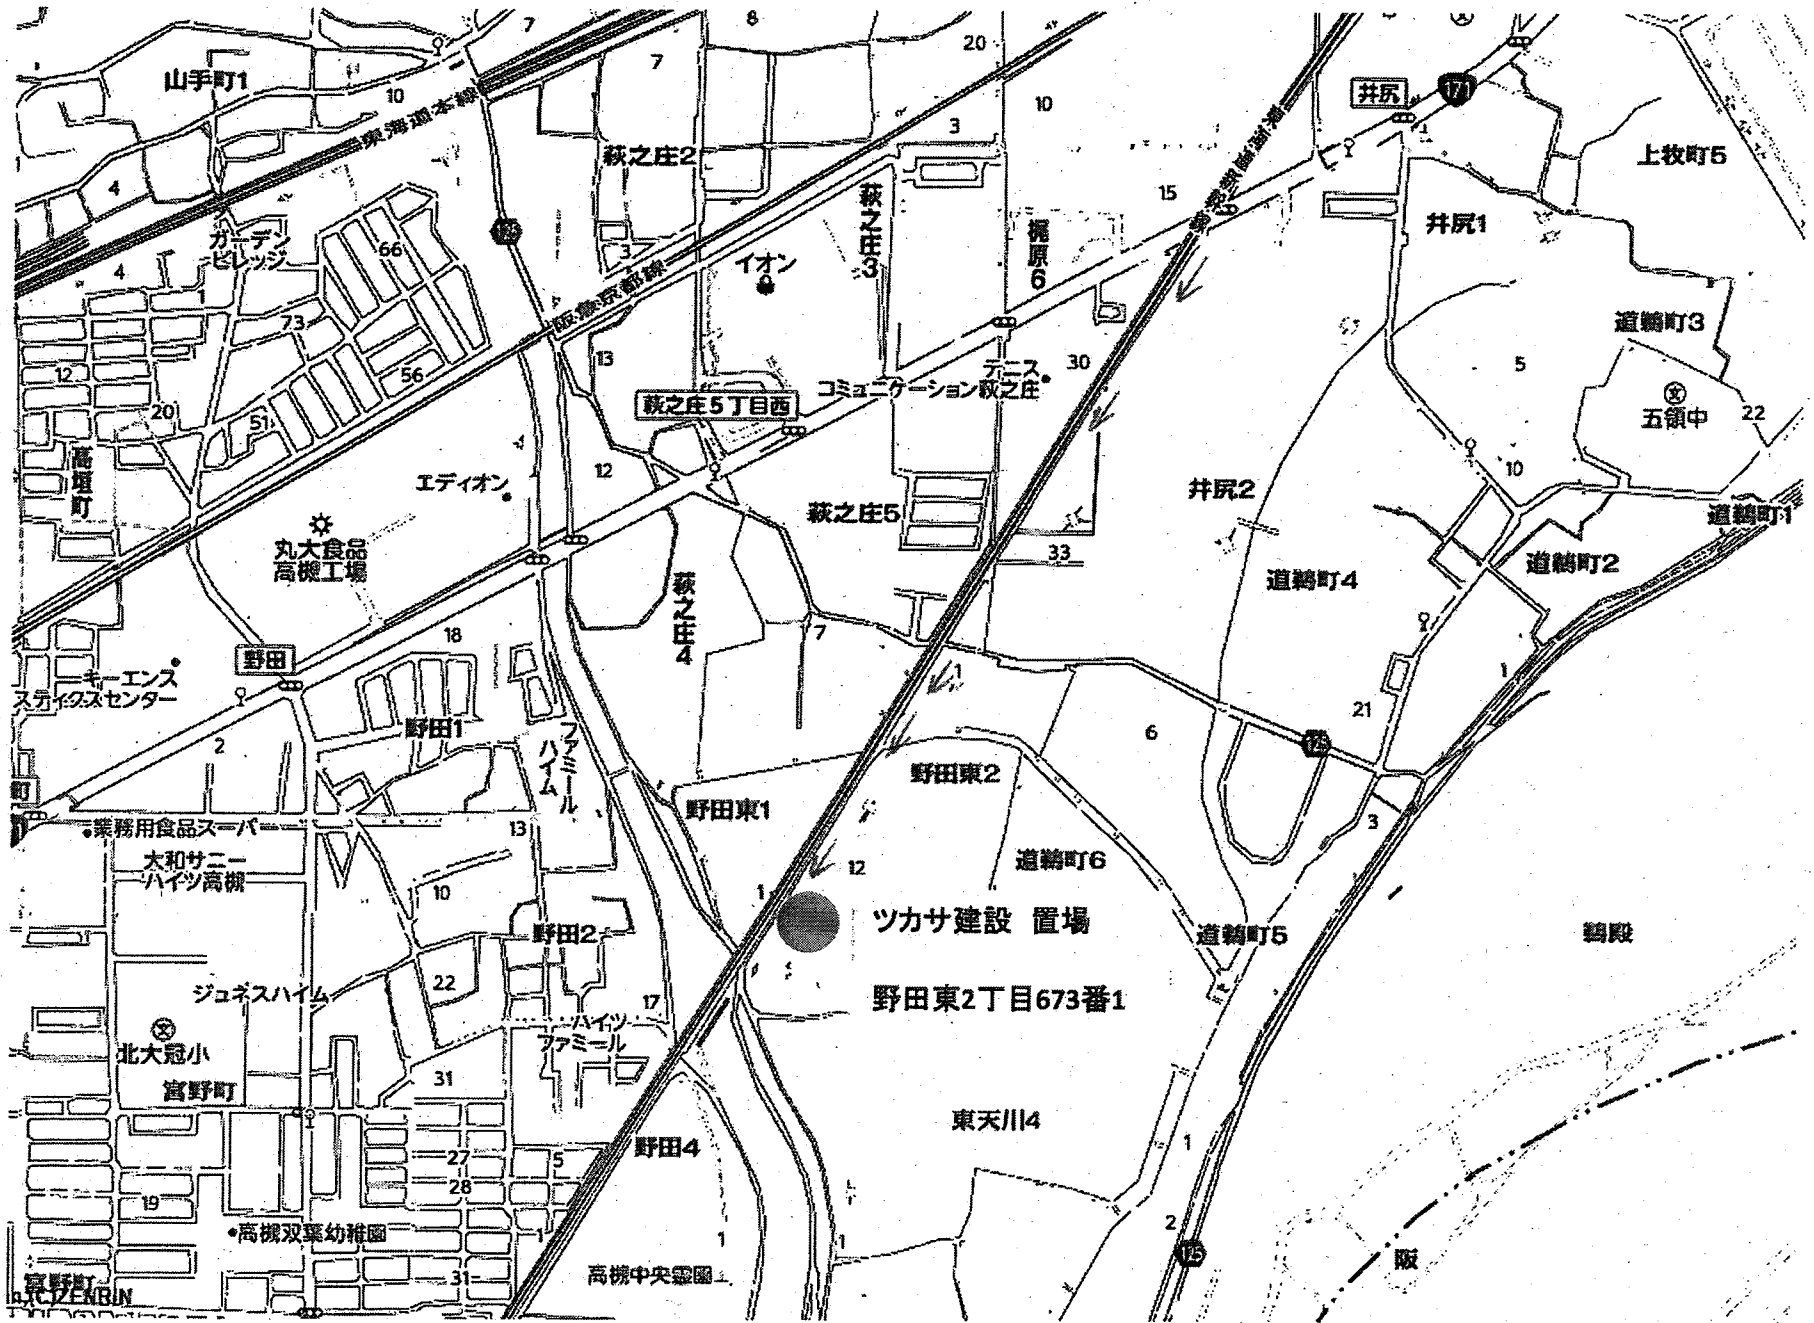 7
8
山手町1
10
7
20
10
井尻
171
東海道本線
萩之庄2
3
上牧町5
4
15
萩之庄3
井尻1
ガーデン
ビレッジ
66
3
イオン
梶原6
4
1
阪急京都線
73
道鵜町3
13
12
56
テニス
コミュニケーション萩之庄
30
5
20
51
萩之庄5丁目西
五領中
22
高垣町
エディオン
12
10
井尻2
萩之庄5
道鵜町1
丸大食品
高槻工場
33
道鵜町4
道鵜町2
萩之庄4
18
7
野田
キーエンス
スティクスセンター
1
1
21
2
野田1
ファミール
ハイム
6
野田東2
町
野田東1
業務用食品スーパー
13
3
大和サニー
ハイツ高槻
12
道鵜町6
10
1
ツカサ建設 置場
野田2
道鵜町5
鵜殿
22
ジュネスハイム
17
野田東2丁目673番1
ハイツ
ファミール
北大冠小
31
宮野町
東天川4
野田4
1
27
5
28
19
2
高槻双葉幼稚園
1
1
1
高槻中央霊園
31
阪
宮野町
(C)ZENRIN